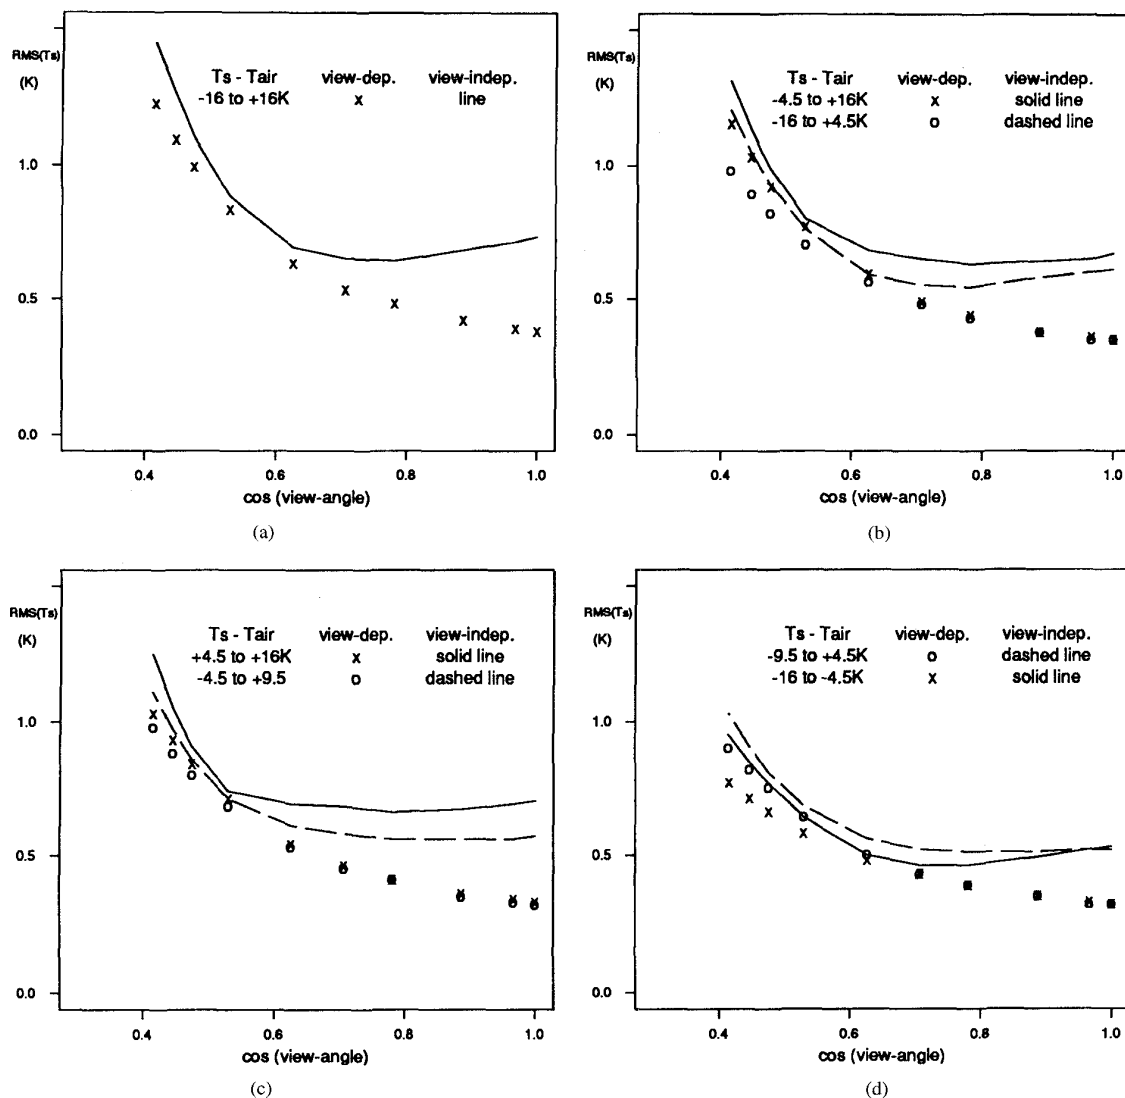 RMS(Ts)
(K)
Ts - Tair view-dep. view-indep.
-16 to +16K x line
1.0
0.5
0.0
0.4 0.6 0.8 1.0
cos (view-angle)
(a)
RMS(Ts)
(K)
Ts - Tair view-dep. view-indep.
-4.5 to +16K x solid line
-16 to +4.5K o dashed line
1.0
0.5
0.0
0.4 0.6 0.8 1.0
cos (view-angle)
(b)
RMS(Ts)
(K)
Ts - Tair view-dep. view-indep.
+4.5 to +16K x solid line
-4.5 to +9.5 o dashed line
1.0
0.5
0.0
0.4 0.6 0.8 1.0
cos (view-angle)
(c)
RMS(Ts)
(K)
Ts - Tair view-dep. view-indep.
-9.5 to +4.5K o dashed line
-16 to -4.5K x solid line
1.0
0.5
0.0
0.4 0.6 0.8 1.0
cos (view-angle)
(d)